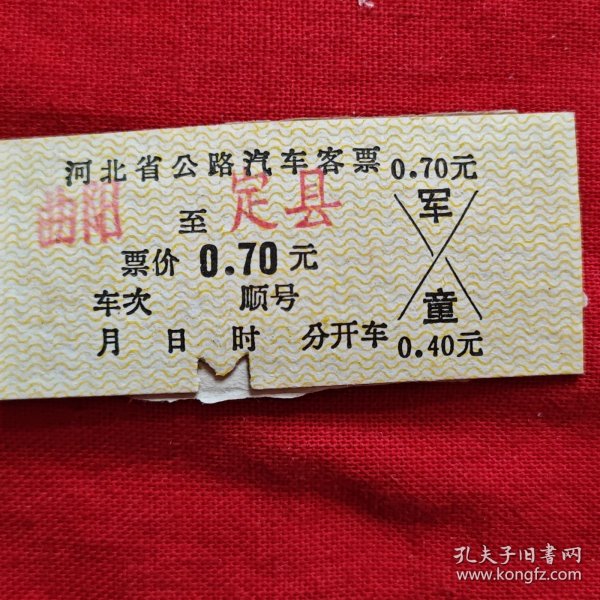 河北省公路汽车客票
曲阳 至 定县
票价 0.70 元
车次 顺号
月 日 时 分开车
0.70元
军
童
0.40元
孔夫子旧书网
www.kongfz.com